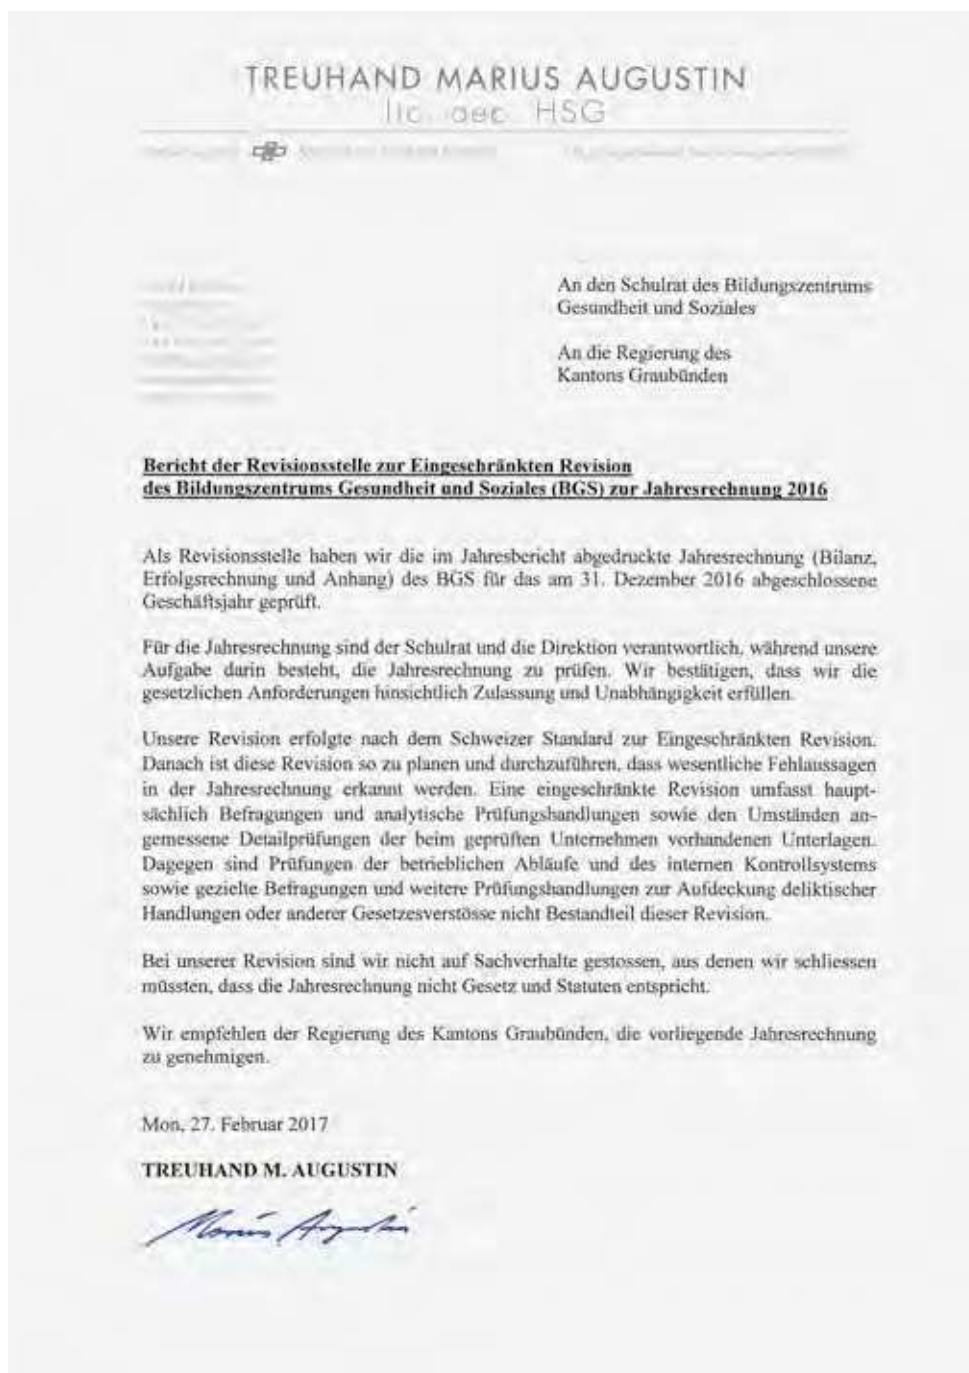 TREUHAND MARIUS AUGUSTIN
lic. oec. HSG
An den Schulrat des Bildungszentrums
Gesundheit und Soziales
An die Regierung des
Kantons Graubünden
Bericht der Revisionsstelle zur Eingeschränkten Revision
des Bildungszentrums Gesundheit und Soziales (BGS) zur Jahresrechnung 2016
Als Revisionsstelle haben wir die im Jahresbericht abgedruckte Jahresrechnung (Bilanz,
Erfolgsrechnung und Anhang) des BGS für das am 31. Dezember 2016 abgeschlossene
Geschäftsjahr geprüft.
Für die Jahresrechnung sind der Schulrat und die Direktion verantwortlich, während unsere
Aufgabe darin besteht, die Jahresrechnung zu prüfen. Wir bestätigen, dass wir die
gesetzlichen Anforderungen hinsichtlich Zulassung und Unabhängigkeit erfüllen.
Unsere Revision erfolgte nach dem Schweizer Standard zur Eingeschränkten Revision.
Danach ist diese Revision so zu planen und durchzuführen, dass wesentliche Fehlaussagen
in der Jahresrechnung erkannt werden. Eine eingeschränkte Revision umfasst haupt-
sächlich Befragungen und analytische Prüfungshandlungen sowie den Umständen an-
gemessene Detailprüfungen der beim geprüften Unternehmen vorhandenen Unterlagen.
Dagegen sind Prüfungen der betrieblichen Abläufe und des internen Kontrollsystems
sowie gezielte Befragungen und weitere Prüfungshandlungen zur Aufdeckung deliktischer
Handlungen oder anderer Gesetzesverstösse nicht Bestandteil dieser Revision.
Bei unserer Revision sind wir nicht auf Sachverhalte gestossen, aus denen wir schliessen
müssten, dass die Jahresrechnung nicht Gesetz und Statuten entspricht.
Wir empfehlen der Regierung des Kantons Graubünden, die vorliegende Jahresrechnung
zu genehmigen.
Mon, 27. Februar 2017
TREUHAND M. AUGUSTIN
Marius Augustin